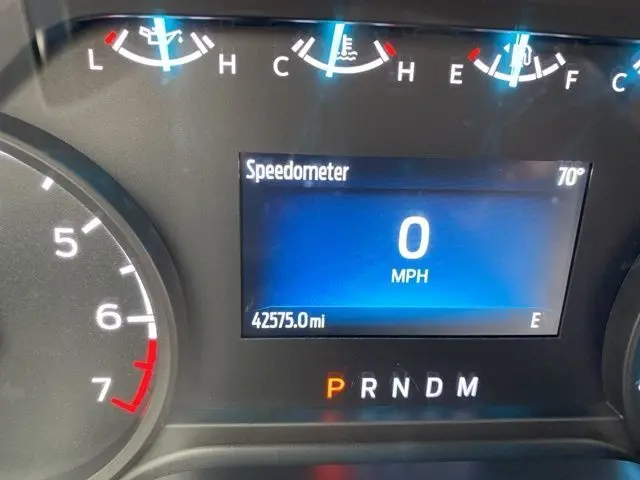 L H C H E F C
Speedometer 70°
0
MPH
42575.0 mi E
5
6
7
P R N D M